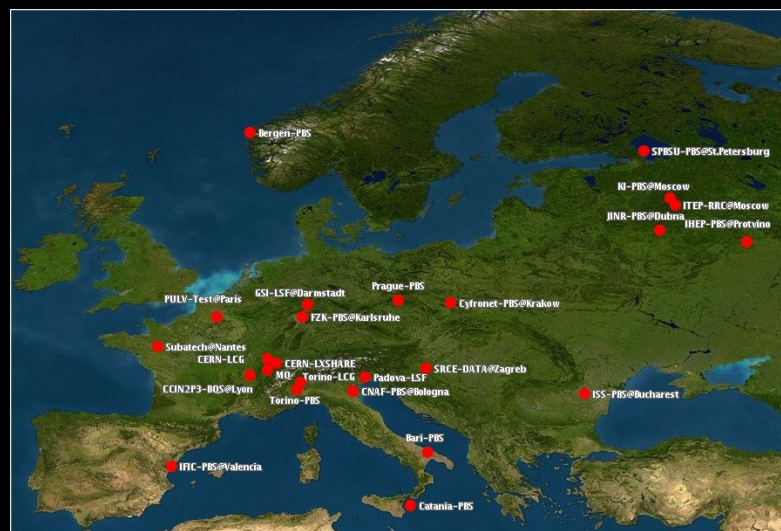 Bergen-PBS
SPBSU-PBS@St.Petersburg
KI-PBS@Moscow
ITEP-RRC@Moscow
JINR-PBS@Dubna
IHEP-PBS@Protvino
Prague-PBS
GSI-LSF@Darmstadt
PULV-Test@Paris
Cyfronet-PBS@Krakow
FZK-PBS@Karlsruhe
Subatech@Nantes
CERN-LCG
CERN-LXSHARE
SRCE-DATA@Zagreb
MQ
Torino-LCG
Padova-LSF
CCIN2P3-BQS@Lyon
CNAF-PBS@Bologna
ISS-PBS@Bucharest
Torino-PBS
Bari-PBS
IFIC-PBS@Valencia
Catania-PBS